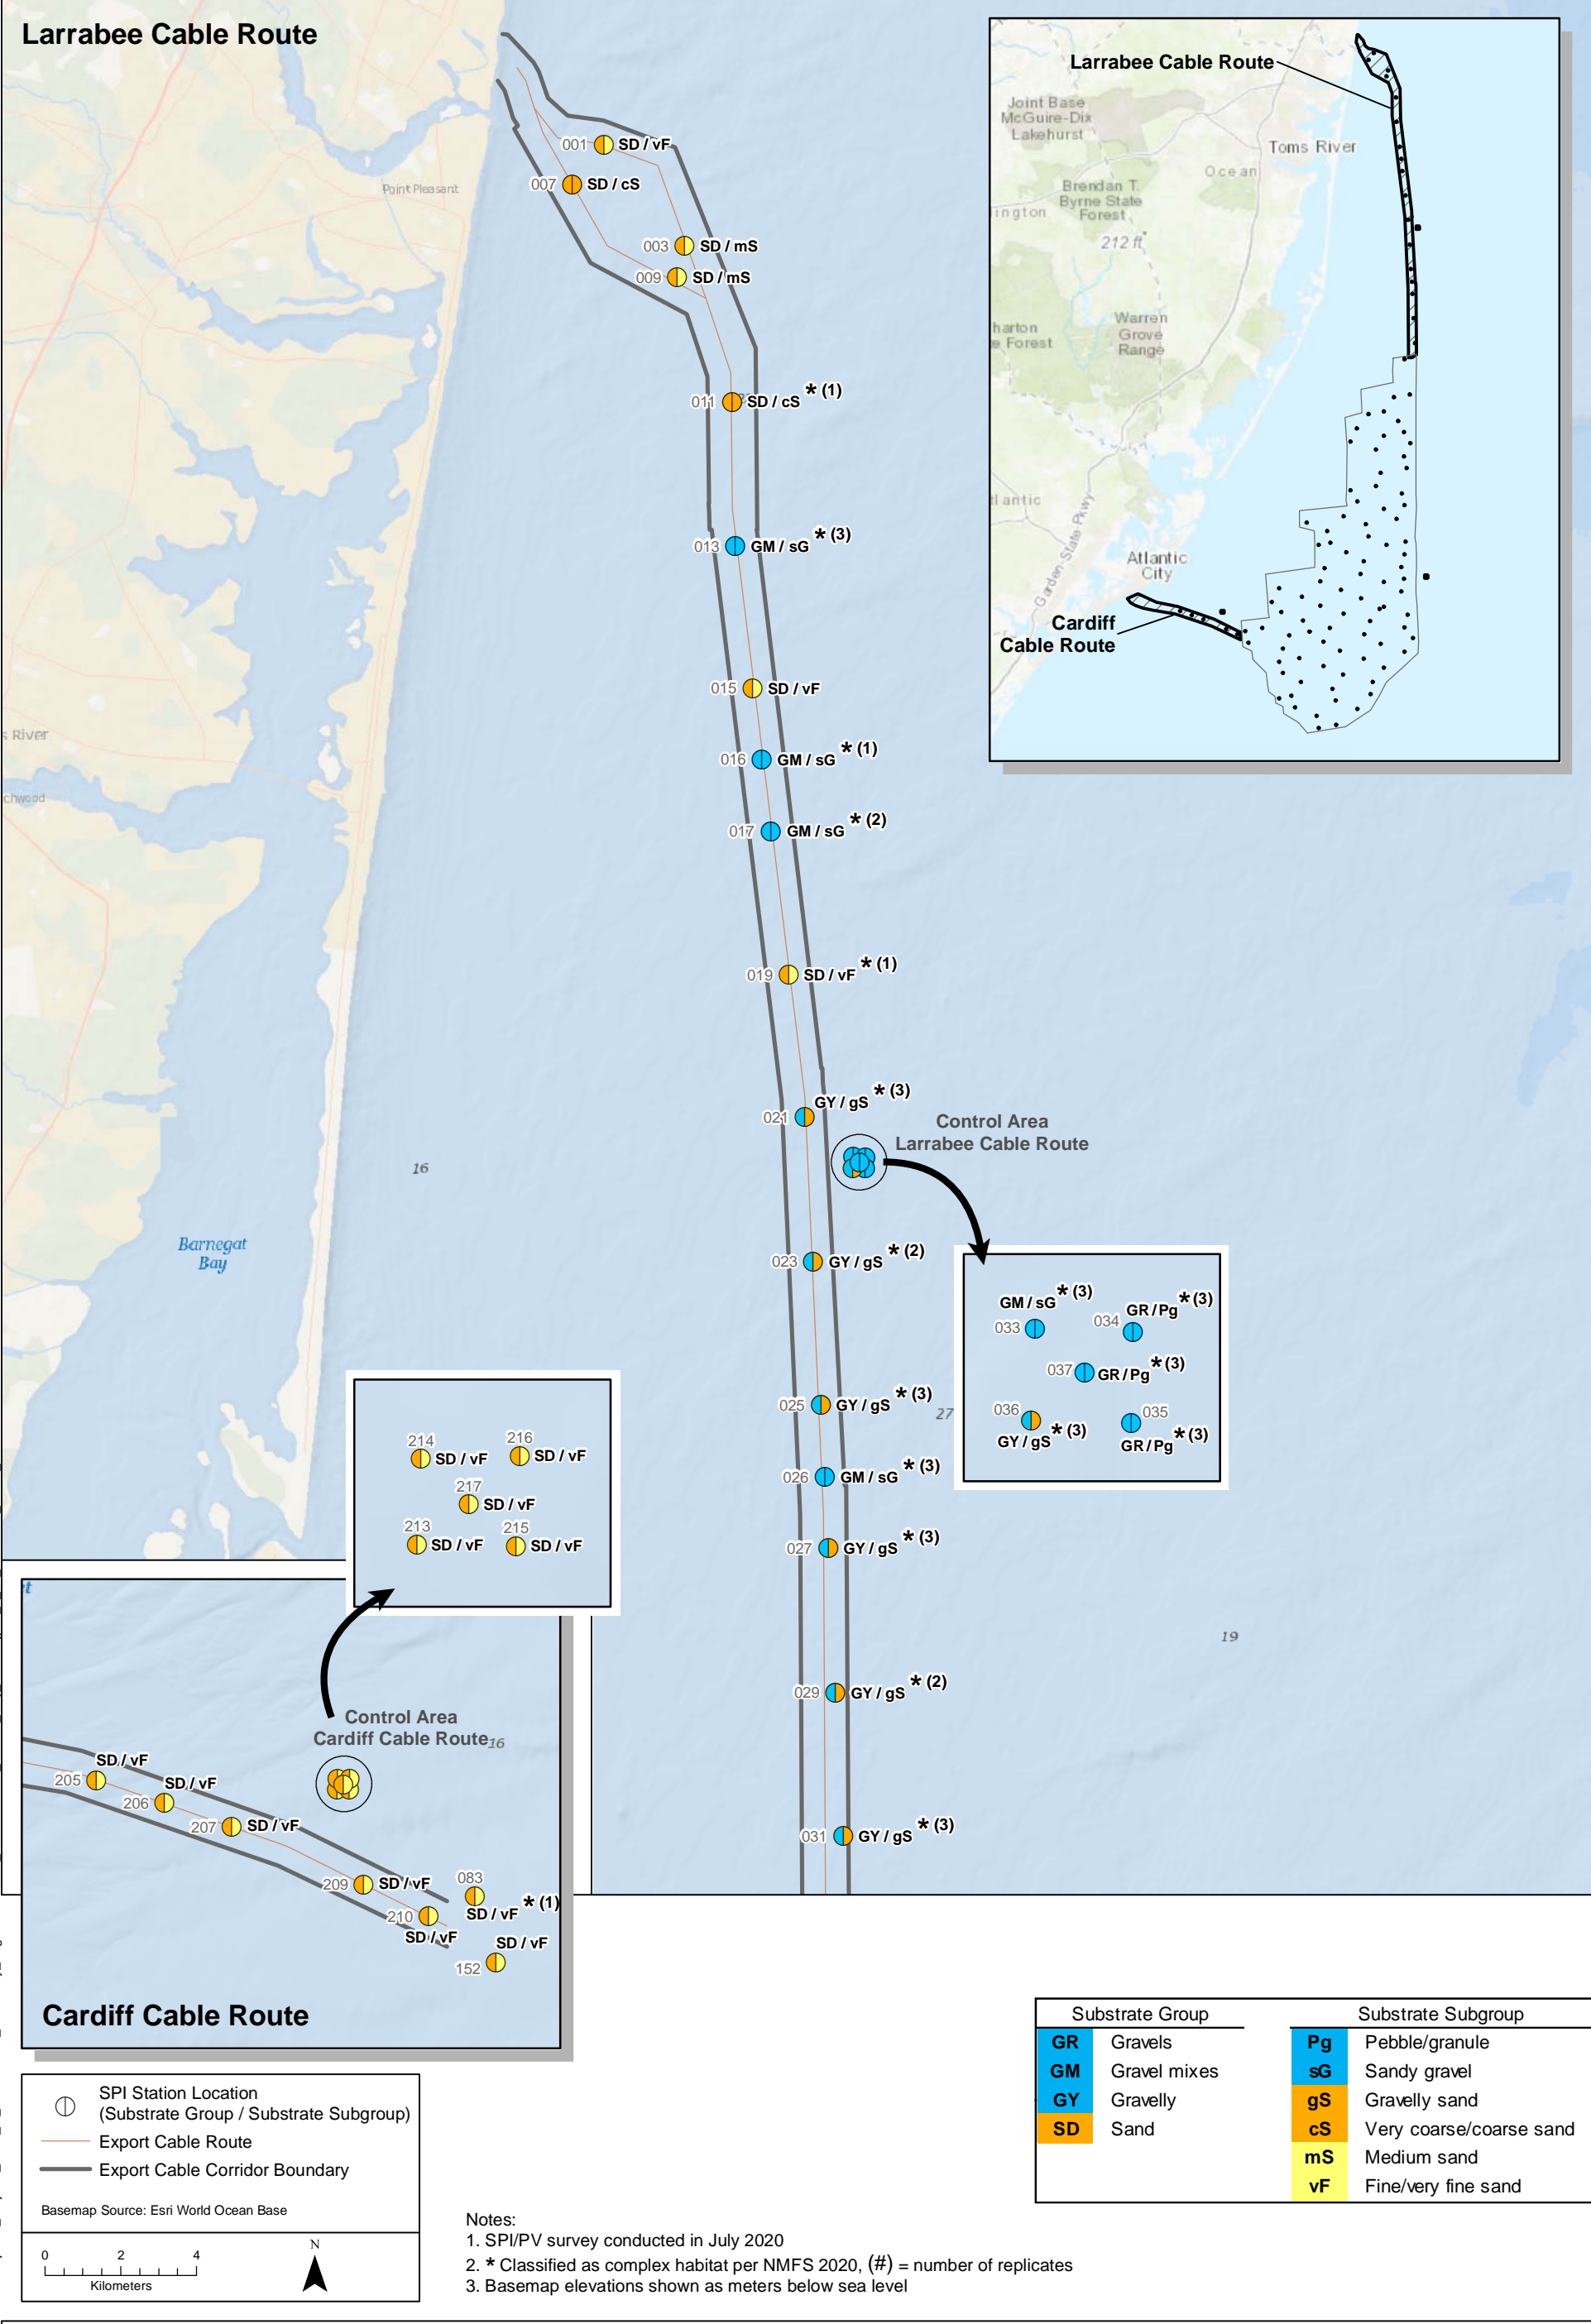 Larrabee Cable Route
Larrabee Cable Route
Joint Base
McGuire-Dix
Lakehurst
Toms River
Ocean
Brendan T.
Byrne State
Forest
ington
212 ft
Warren
Grove
Range
harton
e Forest
tlantic
Garden-State Pkwy
Atlantic
City
Cardiff
Cable Route
Point Pleasant
001 SD / vF
007 SD / cS
003 SD / mS
009 SD / mS
011 SD / cS * (1)
013 GM / sG * (3)
015 SD / vF
s River
016 GM / sG * (1)
chwood
017 GM / sG * (2)
019 SD / vF * (1)
021 GY / gS * (3)
Control Area
Larrabee Cable Route
16
Barnegat
Bay
023 GY / gS * (2)
025 GY / gS * (3)
27
026 GM / sG * (3)
027 GY / gS * (3)
19
029 GY / gS * (2)
031 GY / gS * (3)
033 GM / sG * (3)
034 GR / Pg * (3)
037 GR / Pg * (3)
036 GY / gS * (3)
035 GR / Pg * (3)
214 SD / vF
216 SD / vF
217 SD / vF
213 SD / vF
215 SD / vF
Control Area
Cardiff Cable Route
16
205 SD / vF
206 SD / vF
207 SD / vF
209 SD / vF
083 SD / vF * (1)
210 SD / vF
152 SD / vF
Cardiff Cable Route
Substrate Group
GR Gravels
GM Gravel mixes
GY Gravelly
SD Sand
Substrate Subgroup
Pg Pebble/granule
sG Sandy gravel
gS Gravelly sand
cS Very coarse/coarse sand
mS Medium sand
vF Fine/very fine sand
SPI Station Location
(Substrate Group / Substrate Subgroup)
Export Cable Route
Export Cable Corridor Boundary
Basemap Source: Esri World Ocean Base
0 2 4
Kilometers
N
Notes:
1. SPI/PV survey conducted in July 2020
2. * Classified as complex habitat per NMFS 2020, (#) = number of replicates
3. Basemap elevations shown as meters below sea level